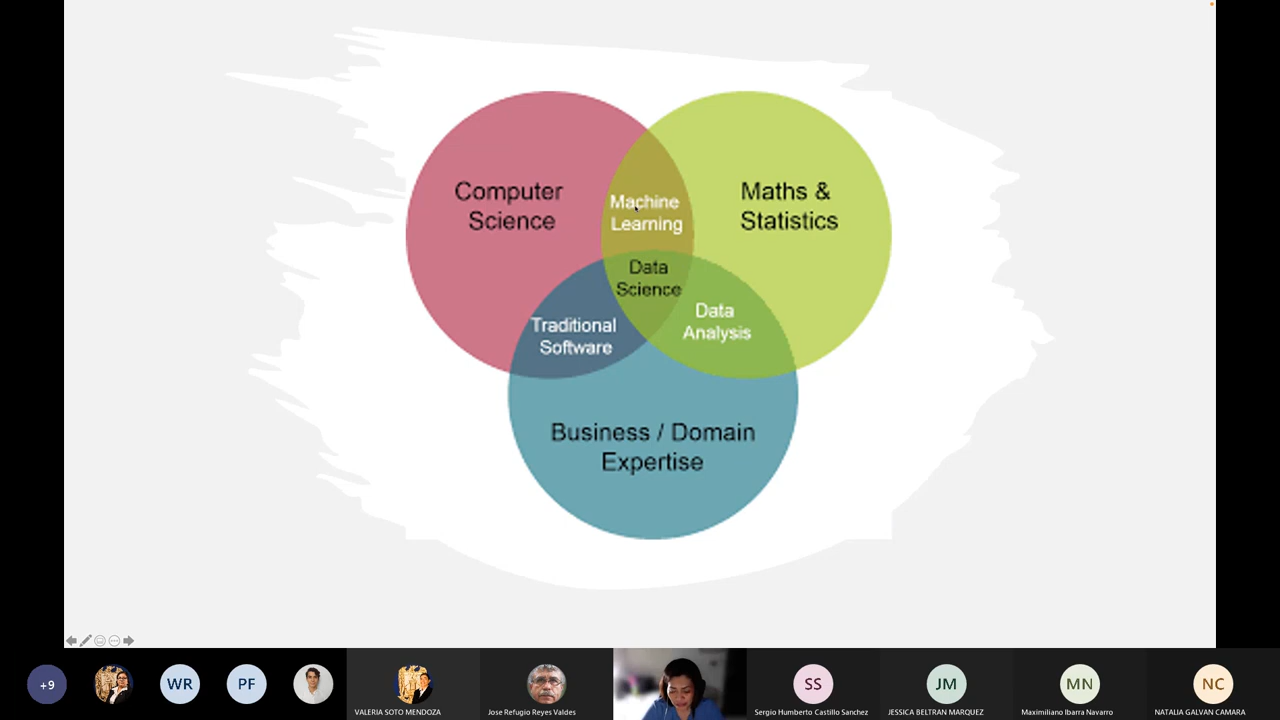 Computer
Science
Maths &
Statistics
Machine
Learning
Data
Science
Data
Analysis
Traditional
Software
Business / Domain
Expertise
+9
WR
PF
VALERIA SOTO MENDOZA
Jose Refugio Reyes Valdes
SS
Sergio Humberto Castillo Sanchez
JM
JESSICA BELTRAN MARQUEZ
MN
Maximiliano Ibarra Navarro
NC
NATALIA GALVAN CAMARA